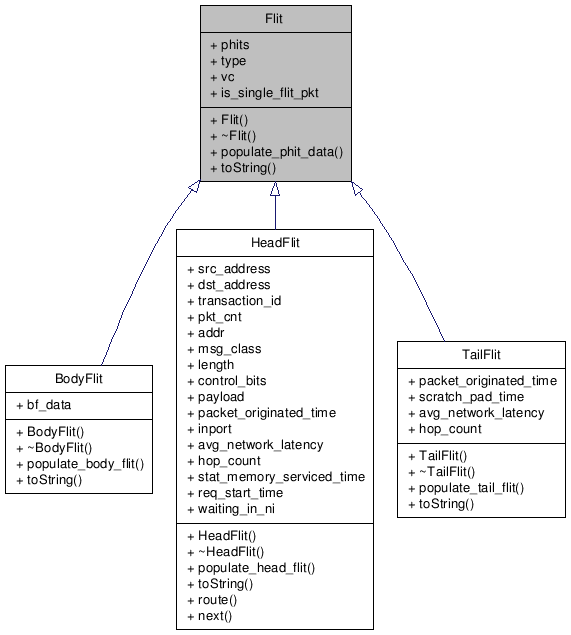 Flit
+ phits
+ type
+ vc
+ is_single_flit_pkt
+ Flit()
+ ~Flit()
+ populate_phit_data()
+ toString()
HeadFlit
+ src_address
+ dst_address
+ transaction_id
+ pkt_cnt
+ addr
+ msg_class
+ length
+ control_bits
+ payload
+ packet_originated_time
+ inport
+ avg_network_latency
+ hop_count
+ stat_memory_serviced_time
+ req_start_time
+ waiting_in_ni
+ HeadFlit()
+ ~HeadFlit()
+ populate_head_flit()
+ toString()
+ route()
+ next()
BodyFlit
+ bf_data
+ BodyFlit()
+ ~BodyFlit()
+ populate_body_flit()
+ toString()
TailFlit
+ packet_originated_time
+ scratch_pad_time
+ avg_network_latency
+ hop_count
+ TailFlit()
+ ~TailFlit()
+ populate_tail_flit()
+ toString()